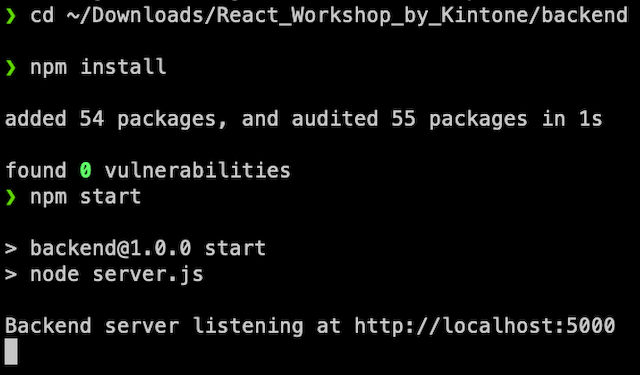 ❯ cd ~/Downloads/React_Workshop_by_Kintone/backend
❯ npm install
added 54 packages, and audited 55 packages in 1s
found 0 vulnerabilities
❯ npm start
> backend@1.0.0 start
> node server.js
Backend server listening at http://localhost:5000